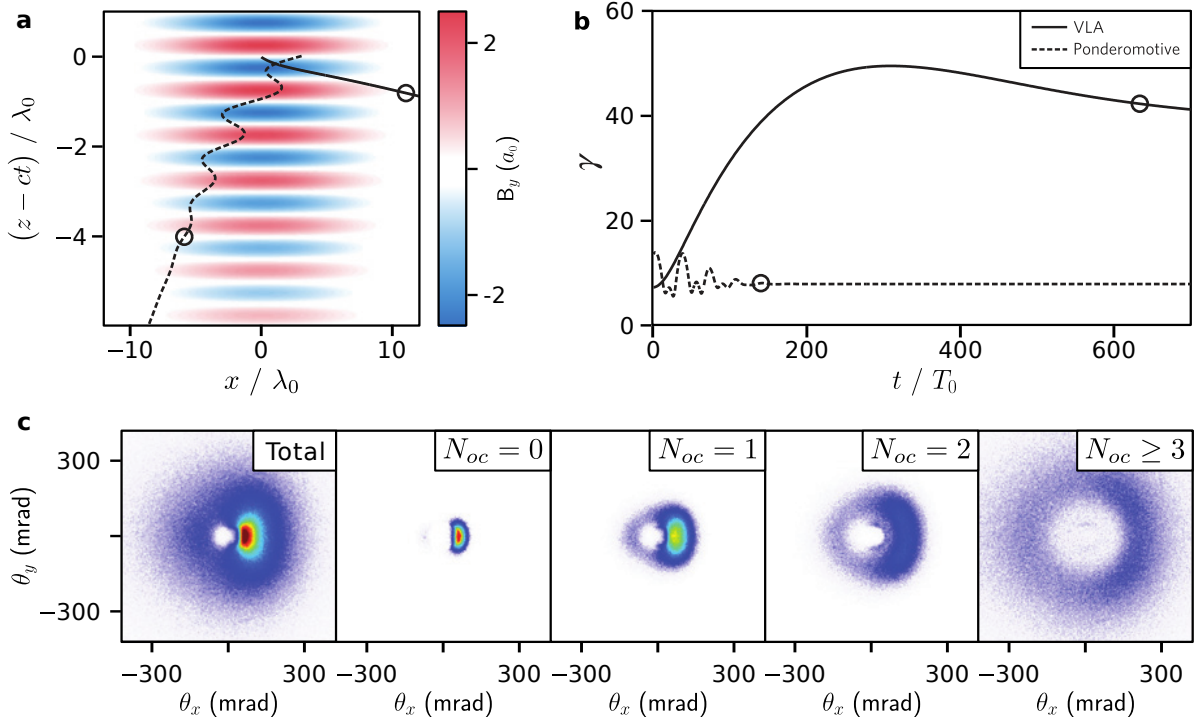 a
b
(z − ct) / λ₀
0
−2
−4
−10
0
10
x / λ₀
2
-2
B_y (a₀)
60
40
20
0
γ
0
200
400
600
t / T₀
VLA
Ponderomotive
c
Total
N_oc = 0
N_oc = 1
N_oc = 2
N_oc ≥ 3
300
−300
θ_y (mrad)
−300 300 −300 300 −300 300 −300 300 −300 300
θ_x (mrad) θ_x (mrad) θ_x (mrad) θ_x (mrad) θ_x (mrad)